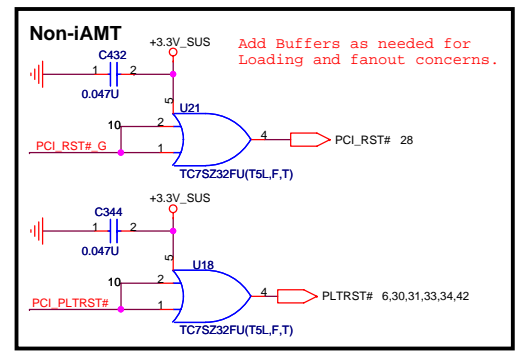 Non-iAMT
+3.3V_SUS
Add Buffers as needed for
Loading and fanout concerns.
C432
1 2
0.047U
5
U21
10 2
PCI_RST#_G 1
4 PCI_RST# 28
TC7SZ32FU(T5L,F,T)
+3.3V_SUS
C344
1 2
0.047U
5
U18
10 2
PCI_PLTRST# 1
4 PLTRST# 6,30,31,33,34,42
TC7SZ32FU(T5L,F,T)